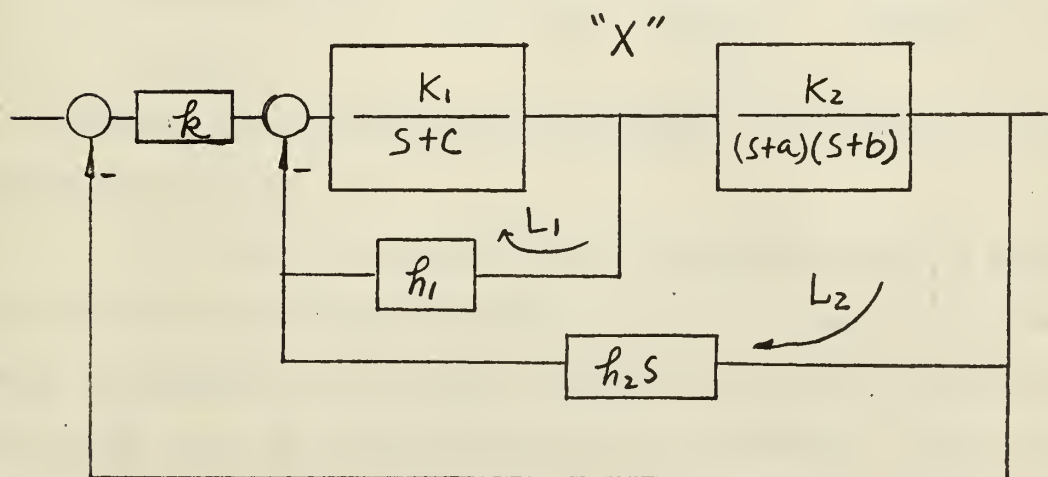 "X"
k
K1
S+C
K2
(S+a)(S+b)
-
-
L1
h1
L2
h2S